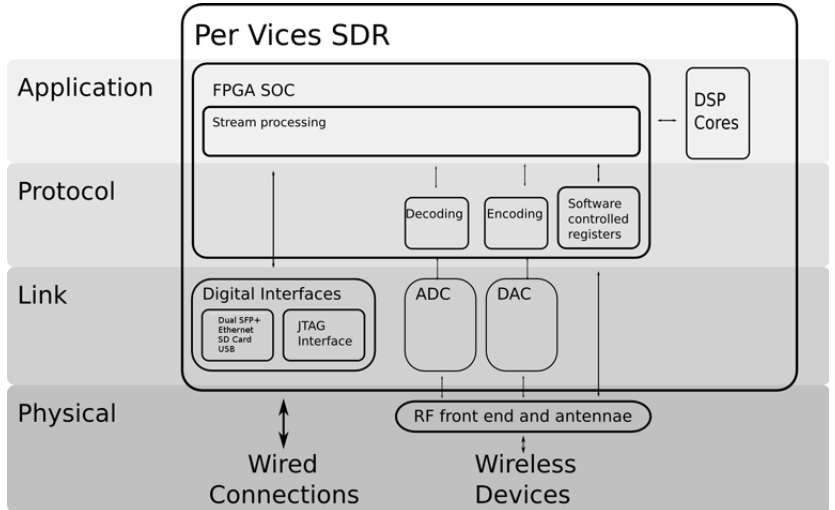 Per Vices SDR
Application
FPGA SOC
Stream processing
DSP
Cores
Protocol
Decoding
Encoding
Software
controlled
registers
Link
Digital Interfaces
Dual SFP+
Ethernet
SD Card
USB
JTAG
Interface
ADC
DAC
Physical
RF front end and antennae
Wired
Connections
Wireless
Devices